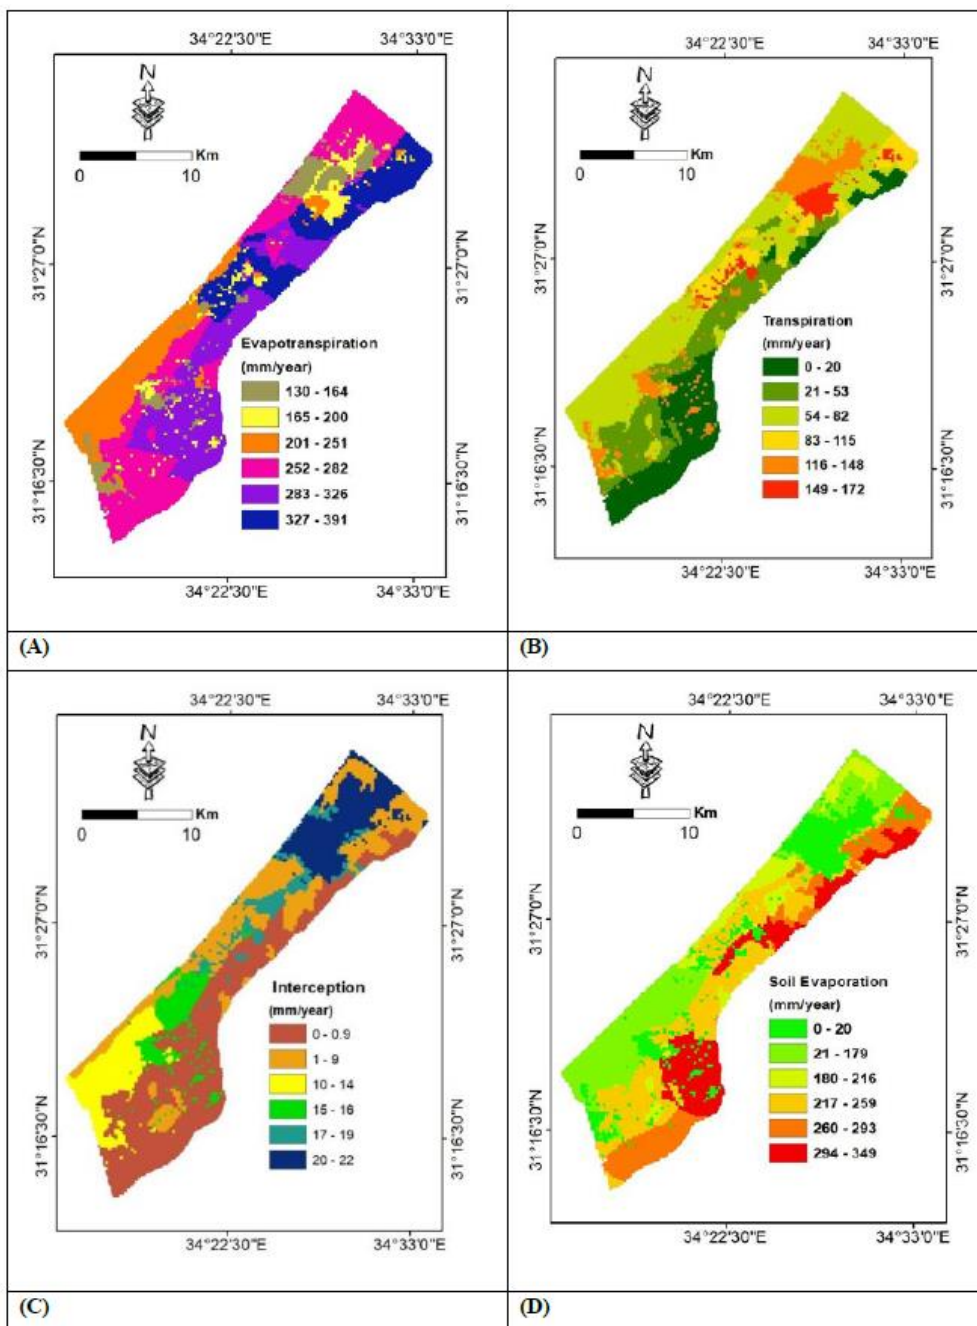 34°22'30"E 34°33'0"E
N
Km
0 10
31°27'0"N 31°27'0"N
Evapotranspiration
(mm/year)
130 - 164
165 - 200
201 - 251
252 - 282
283 - 326
327 - 391
31°16'30"N 31°16'30"N
34°22'30"E 34°33'0"E
(A)
34°22'30"E 34°33'0"E
N
Km
0 10
31°27'0"N 31°27'0"N
Transpiration
(mm/year)
0 - 20
21 - 53
54 - 82
83 - 115
116 - 148
149 - 172
31°16'30"N 31°16'30"N
34°22'30"E 34°33'0"E
(B)
34°22'30"E 34°33'0"E
N
Km
0 10
31°27'0"N 31°27'0"N
Interception
(mm/year)
0 - 0.9
1 - 9
10 - 14
15 - 16
17 - 19
20 - 22
31°16'30"N 31°16'30"N
34°22'30"E 34°33'0"E
(C)
34°22'30"E 34°33'0"E
N
Km
0 10
31°27'0"N 31°27'0"N
Soil Evaporation
(mm/year)
0 - 20
21 - 179
180 - 216
217 - 259
260 - 293
294 - 349
31°16'30"N 31°16'30"N
34°22'30"E 34°33'0"E
(D)